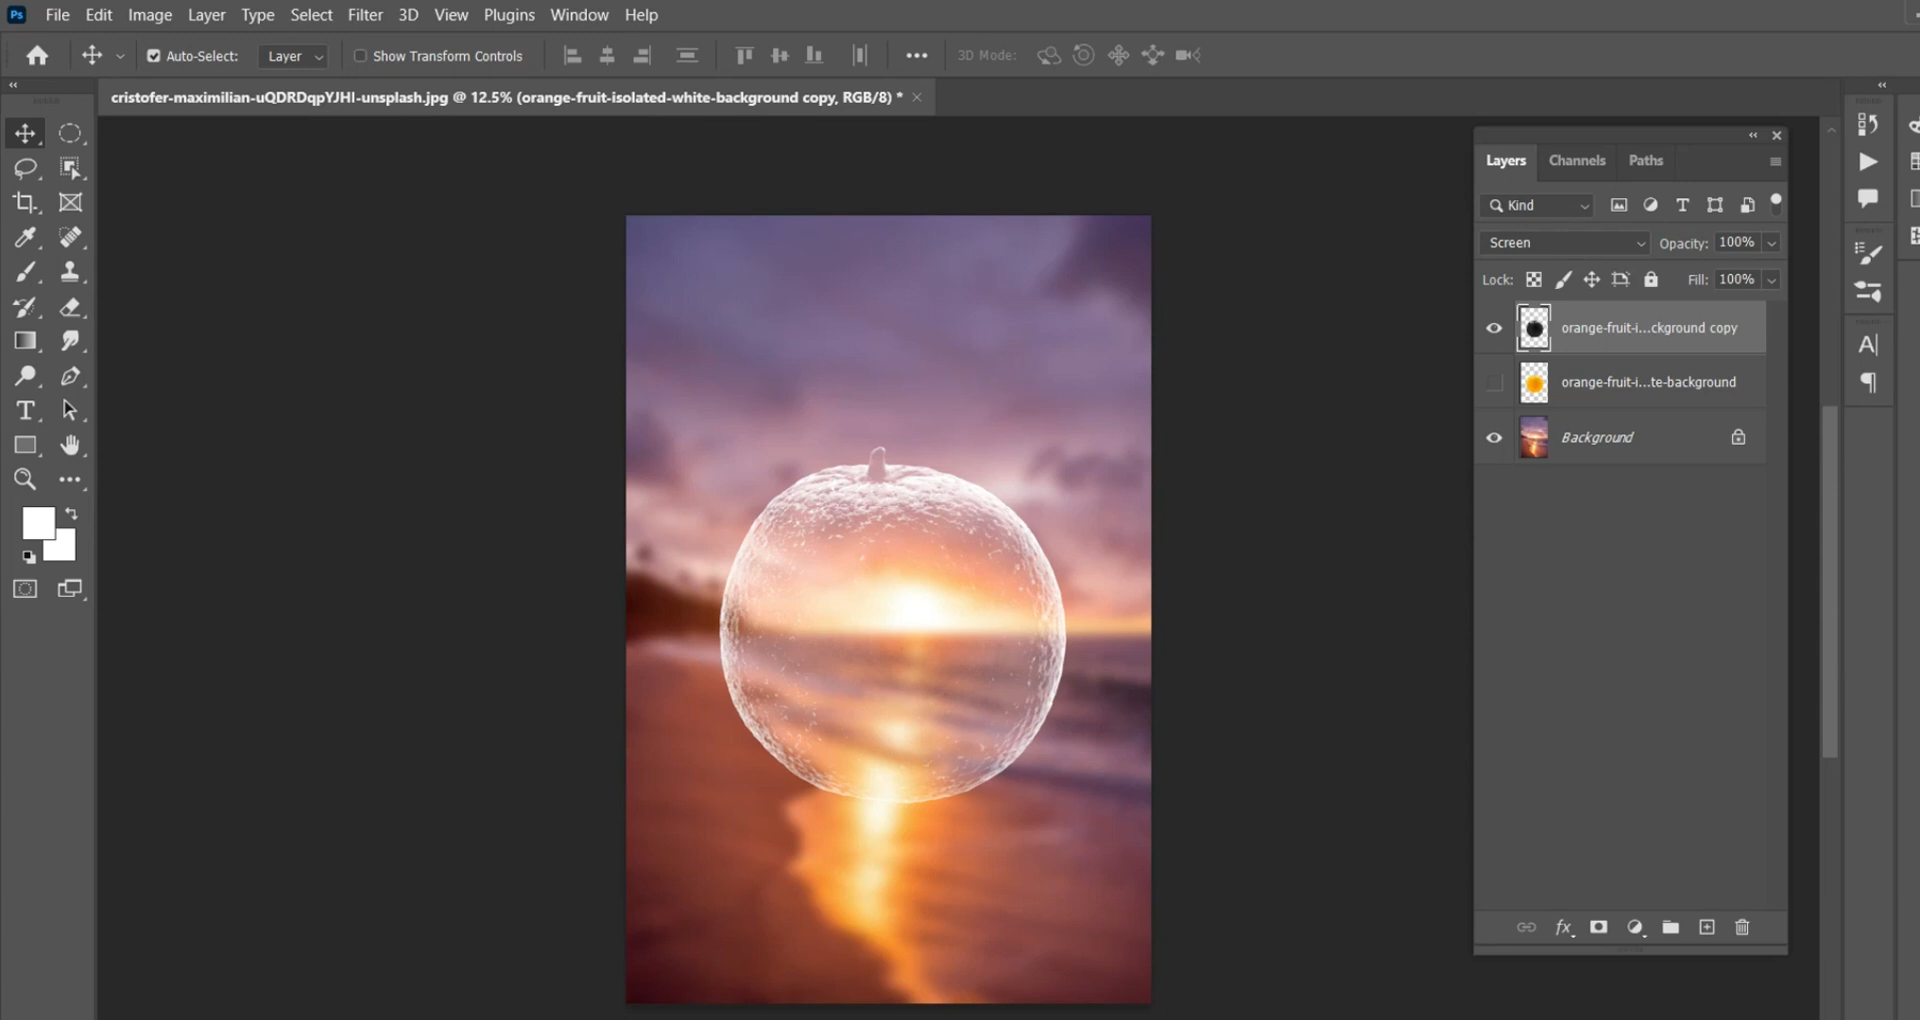 Ps File Edit Image Layer Type Select Filter 3D View Plugins Window Help
Auto-Select: Layer Show Transform Controls 3D Mode:
cristofer-maximilian-uQDRDqpYJHI-unsplash.jpg @ 12.5% (orange-fruit-isolated-white-background copy, RGB/8) *
Layers Channels Paths
Kind
Screen Opacity: 100%
Lock: Fill: 100%
orange-fruit-i...ckground copy
orange-fruit-i...te-background
Background